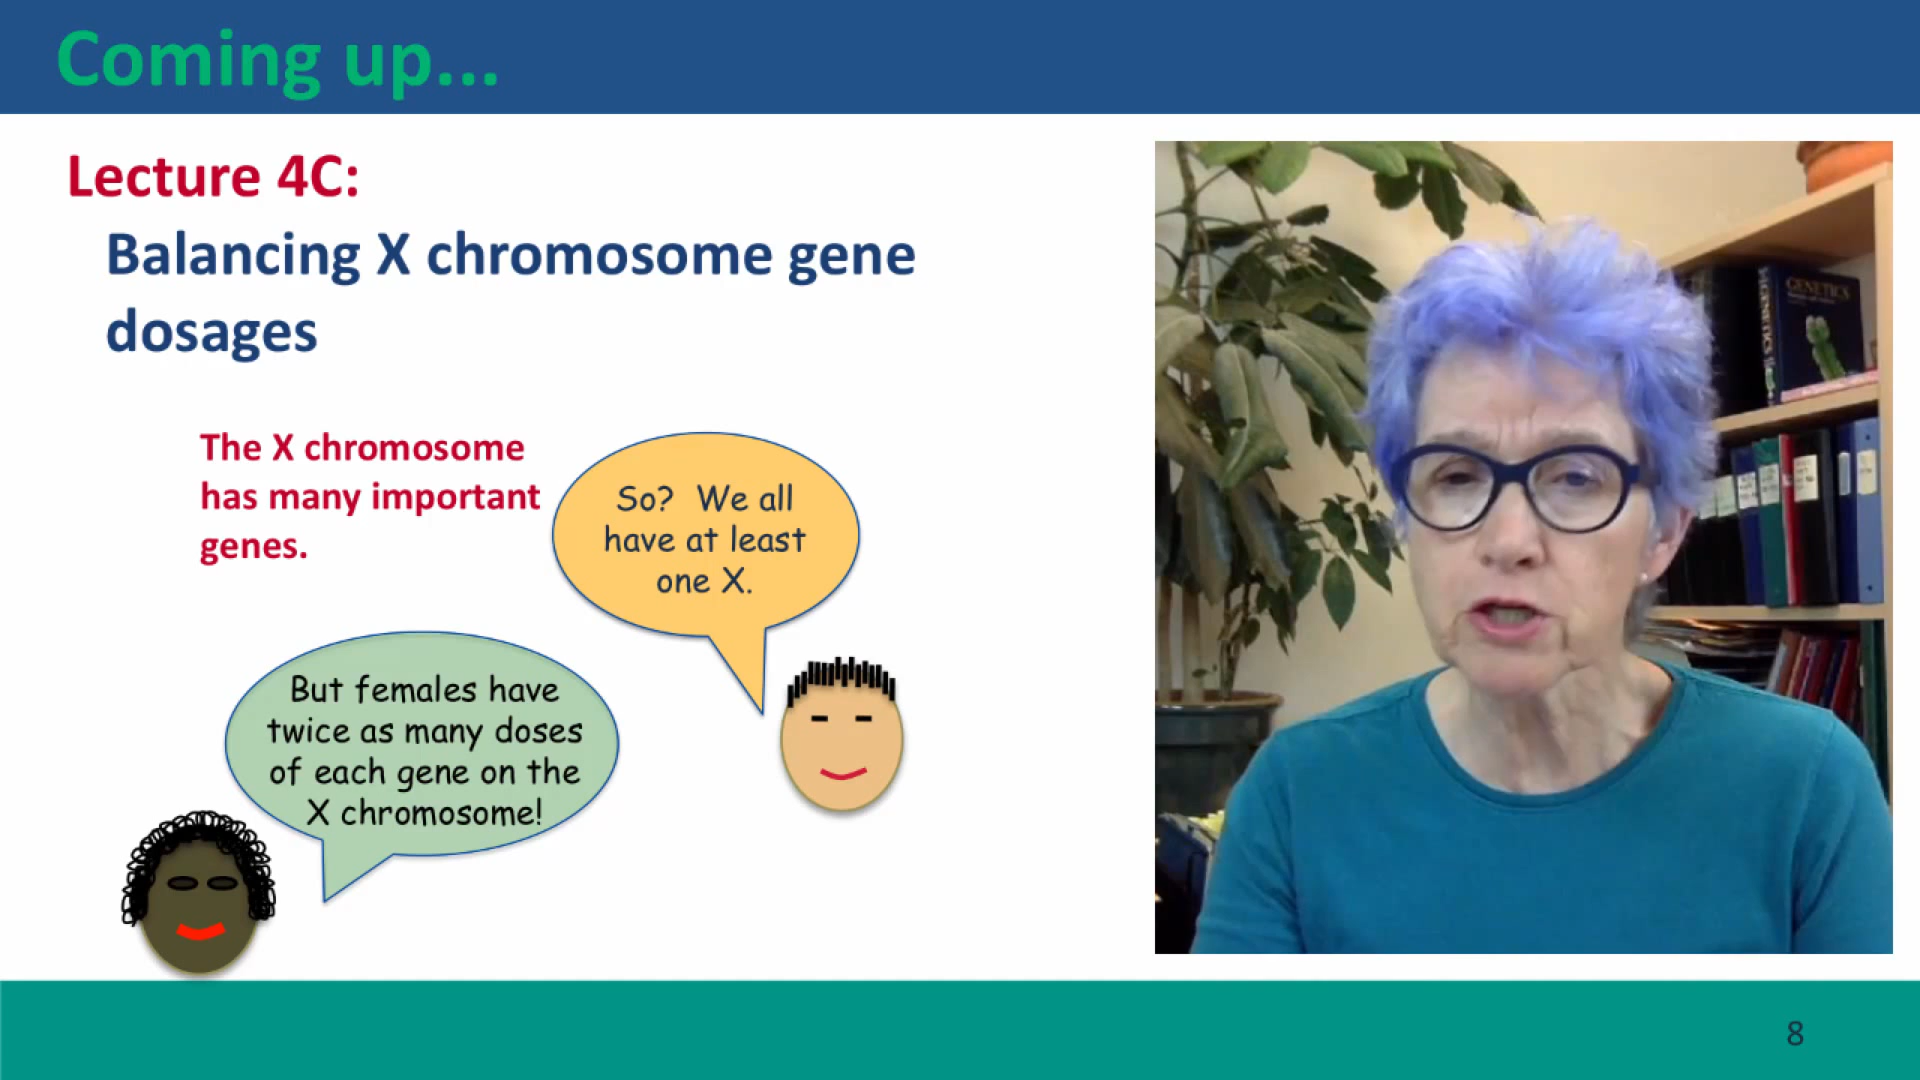 Coming up...
Lecture 4C:
Balancing X chromosome gene
dosages
The X chromosome
has many important
genes.
So? We all
have at least
one X.
But females have
twice as many doses
of each gene on the
X chromosome!
GENETICS
8